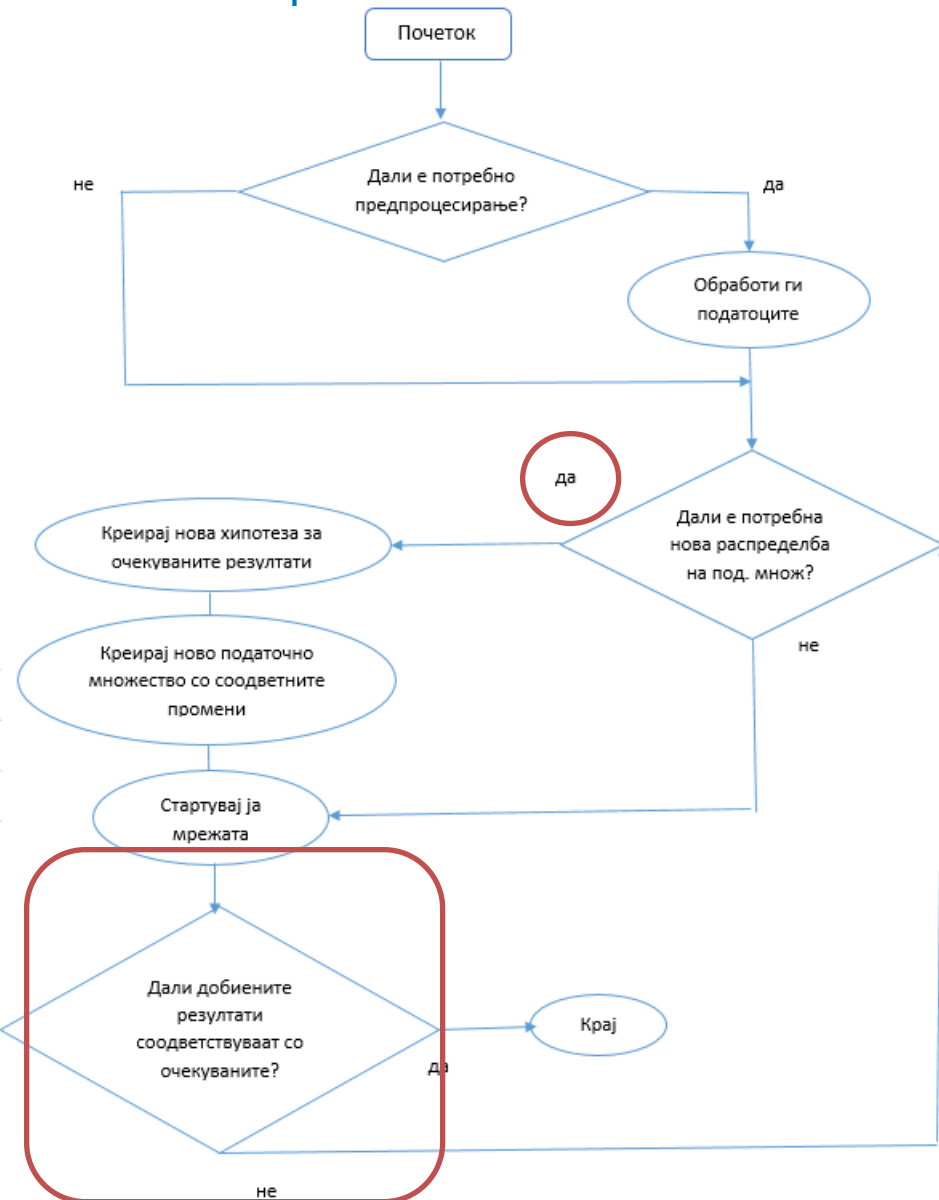 Почеток
Дали е потребно
предпроцесирање?
не
да
Обработи ги
податоците
да
Дали е потребна
нова распределба
на под. множ?
Креирај нова хипотеза за
очекуваните резултати
не
Креирај ново податочно
множество со соодветните
промени
Стартувај ја
мрежата
Дали добиените
резултати
соодветствуваат со
очекуваните?
Крај
да
не